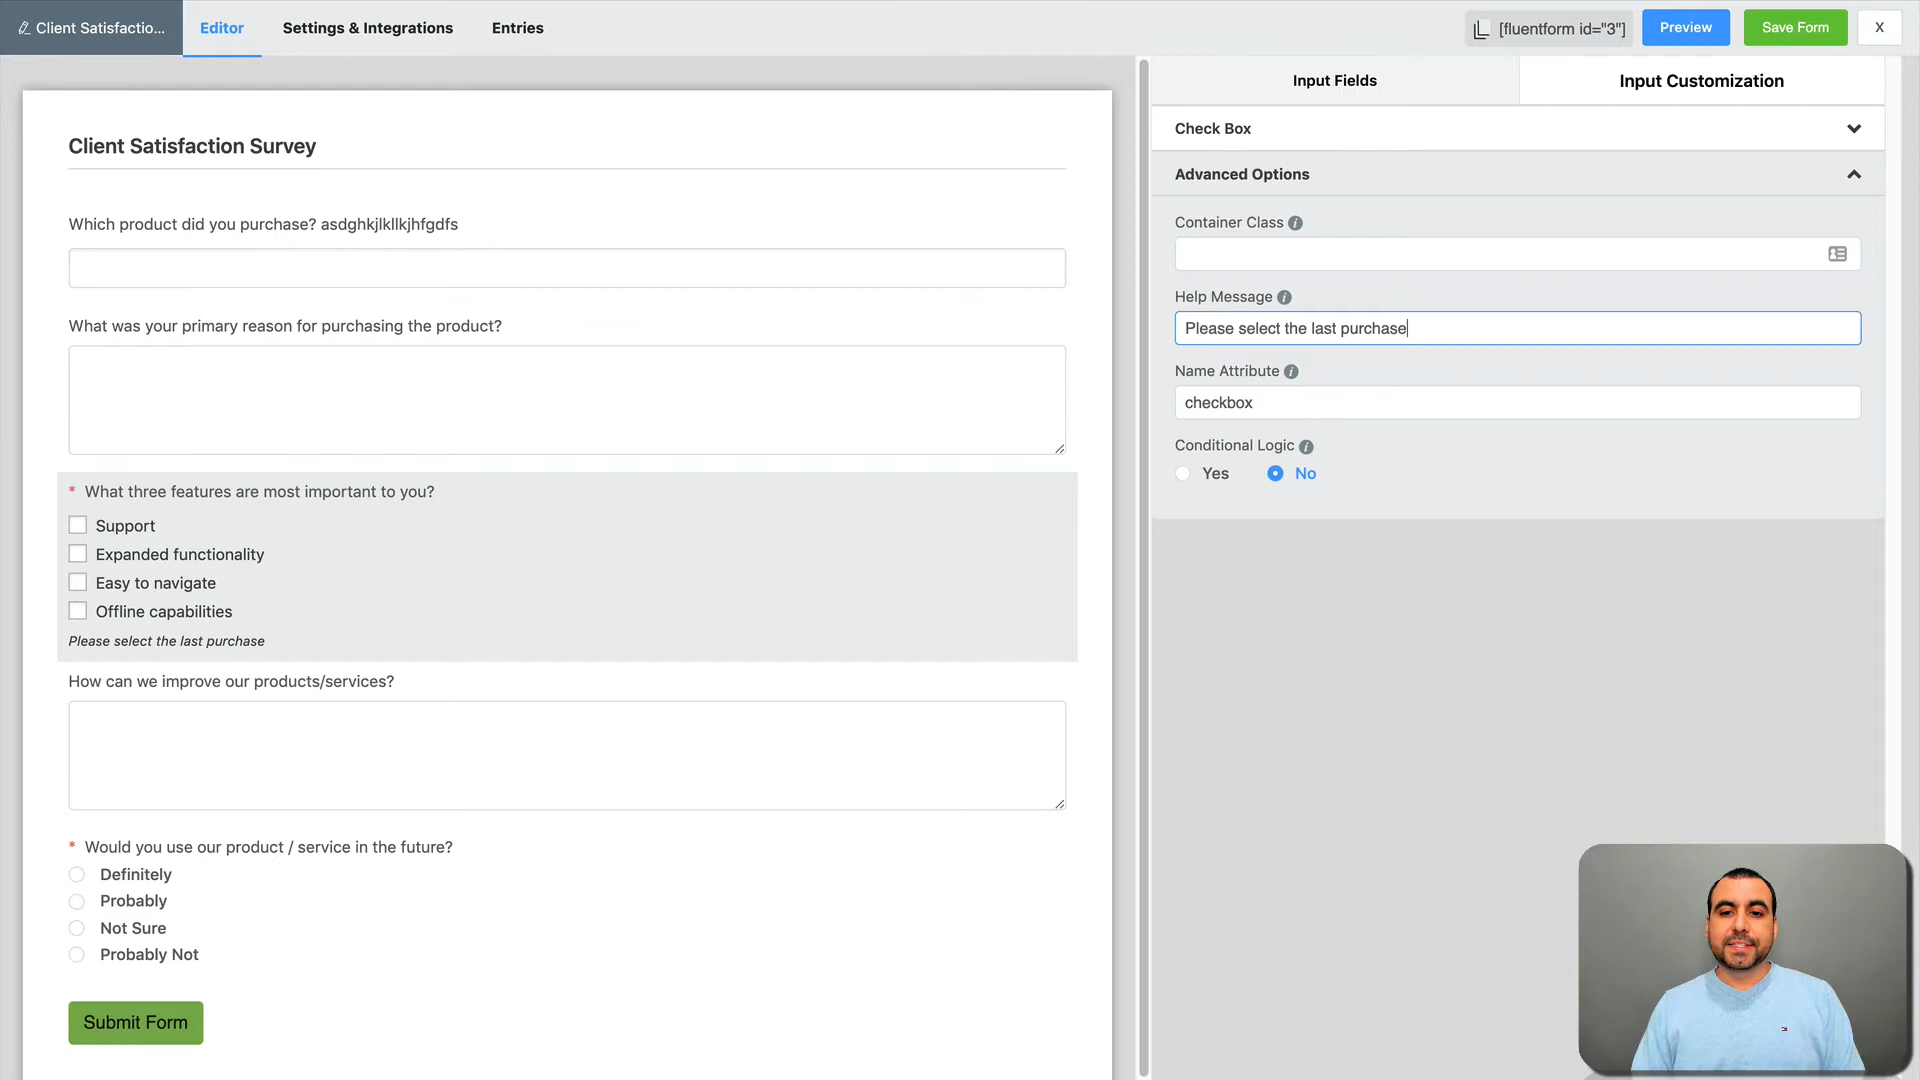 Client Satisfactio...
Editor
Settings & Integrations
Entries
[fluentform id="3"]
Preview
Save Form
X
Client Satisfaction Survey
Which product did you purchase? asdghkjlkllkjhfgdfs
What was your primary reason for purchasing the product?
* What three features are most important to you?
Support
Expanded functionality
Easy to navigate
Offline capabilities
Please select the last purchase
How can we improve our products/services?
* Would you use our product / service in the future?
Definitely
Probably
Not Sure
Probably Not
Submit Form
Input Fields
Input Customization
Check Box
Advanced Options
Container Class
Help Message
Please select the last purchase
Name Attribute
checkbox
Conditional Logic
Yes
No